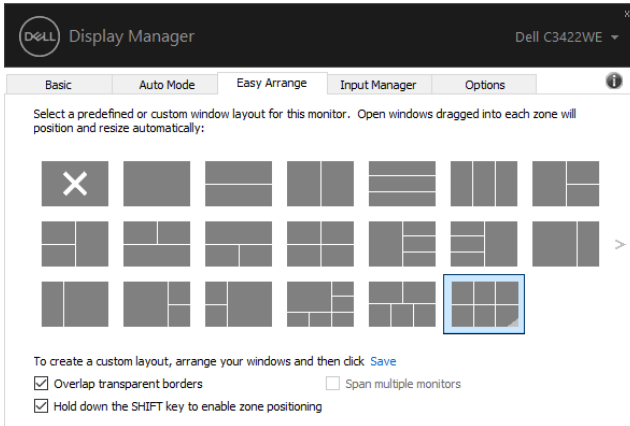 DELL Display Manager
Dell C3422WE
Basic
Auto Mode
Easy Arrange
Input Manager
Options
Select a predefined or custom window layout for this monitor. Open windows dragged into each zone will
position and resize automatically:
To create a custom layout, arrange your windows and then click Save
Overlap transparent borders
Span multiple monitors
Hold down the SHIFT key to enable zone positioning